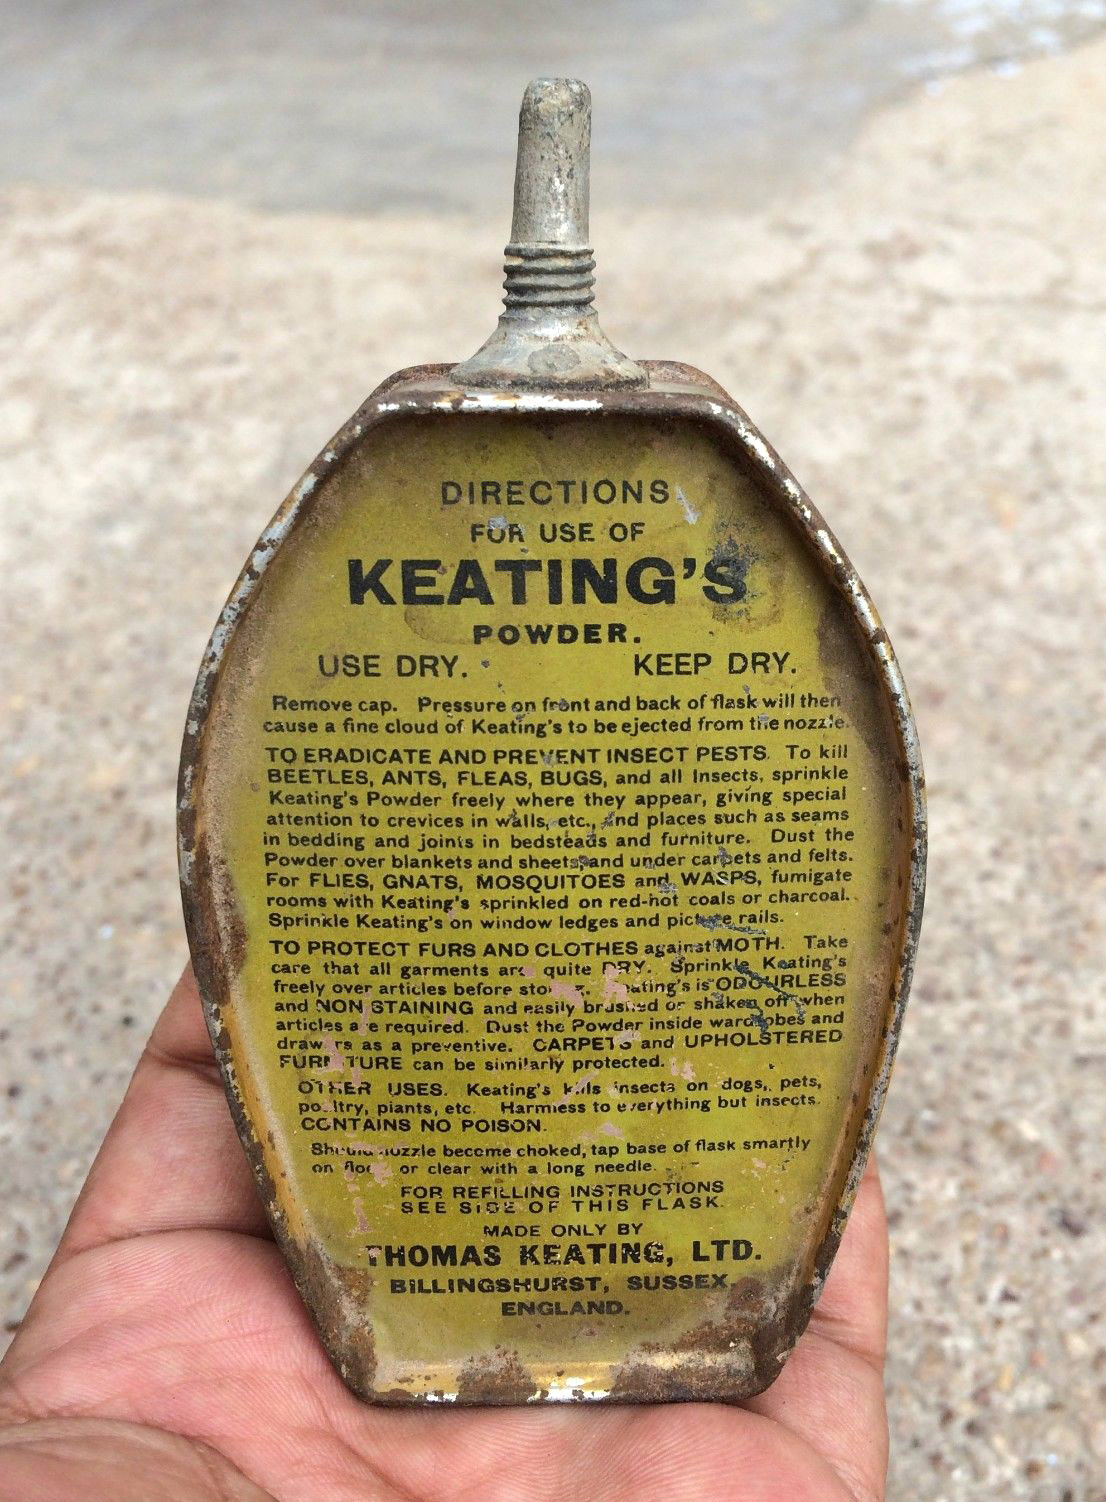 DIRECTIONS
FOR USE OF
KEATING'S
POWDER.
USE DRY. KEEP DRY.
Remove cap. Pressure on front and back of flask will then
cause a fine cloud of Keating's to be ejected from the nozzle.
TO ERADICATE AND PREVENT INSECT PESTS. To kill
BEETLES, ANTS, FLEAS, BUGS, and all Insects, sprinkle
Keating's Powder freely where they appear, giving special
attention to crevices in walls, etc., and places such as seams
in bedding and joints in bedsteads and furniture. Dust the
Powder over blankets and sheets, and under carpets and felts.
For FLIES, GNATS, MOSQUITOES and WASPS, fumigate
rooms with Keating's sprinkled on red-hot coals or charcoal.
Sprinkle Keating's on window ledges and picture rails.
TO PROTECT FURS AND CLOTHES against MOTH. Take
care that all garments are quite DRY. Sprinkle Keating's
freely over articles before storing. Keating's is ODOURLESS
and NON STAINING and easily brushed or shaken off when
articles are required. Dust the Powder inside wardrobes and
drawers as a preventive. CARPETS and UPHOLSTERED
FURNITURE can be similarly protected.
OTHER USES. Keating's kills insects on dogs, pets,
poultry, plants, etc. Harmless to everything but insects.
CONTAINS NO POISON.
Should nozzle become choked, tap base of flask smartly
on floor or clear with a long needle.
FOR REFILLING INSTRUCTIONS
SEE SIDE OF THIS FLASK.
MADE ONLY BY
THOMAS KEATING, LTD.
BILLINGSHURST, SUSSEX.
ENGLAND.